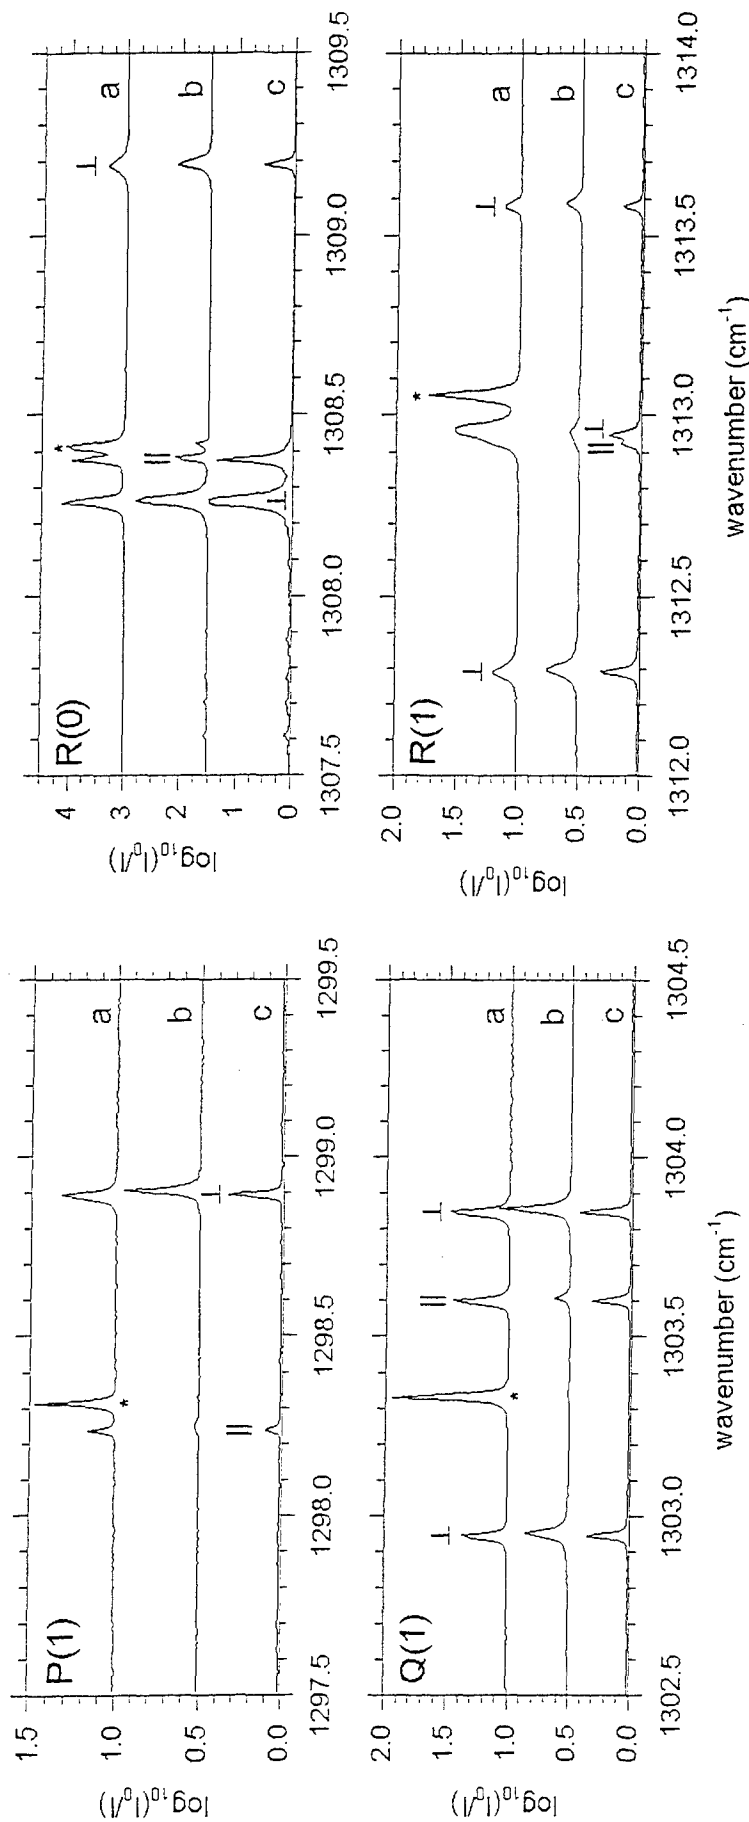 P(1)
a
b
c
||
⊥
*
1.5
1.0
0.5
0.0
log₁₀(I₀/I)
1297.5
1298.0
1298.5
1299.0
1299.5
R(0)
a
b
c
⊥
||
*
⊥
4
3
2
1
0
log₁₀(I₀/I)
1307.5
1308.0
1308.5
1309.0
1309.5
Q(1)
a
b
c
⊥
*
||
⊥
2.0
1.5
1.0
0.5
0.0
log₁₀(I₀/I)
1302.5
1303.0
1303.5
1304.0
1304.5
wavenumber (cm⁻¹)
R(1)
a
b
c
⊥
||
⊥
*
⊥
2.0
1.5
1.0
0.5
0.0
log₁₀(I₀/I)
1312.0
1312.5
1313.0
1313.5
1314.0
wavenumber (cm⁻¹)